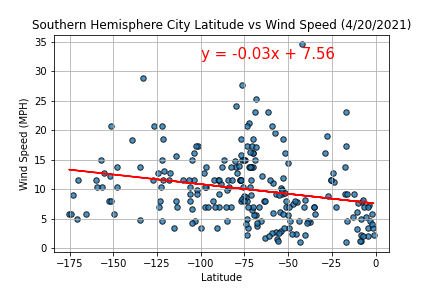 Southern Hemisphere City Latitude vs Wind Speed (4/20/2021)
y = -0.03x + 7.56
35
30
25
20
15
10
5
0
Wind Speed (MPH)
−175 −150 −125 −100 −75 −50 −25 0
Latitude